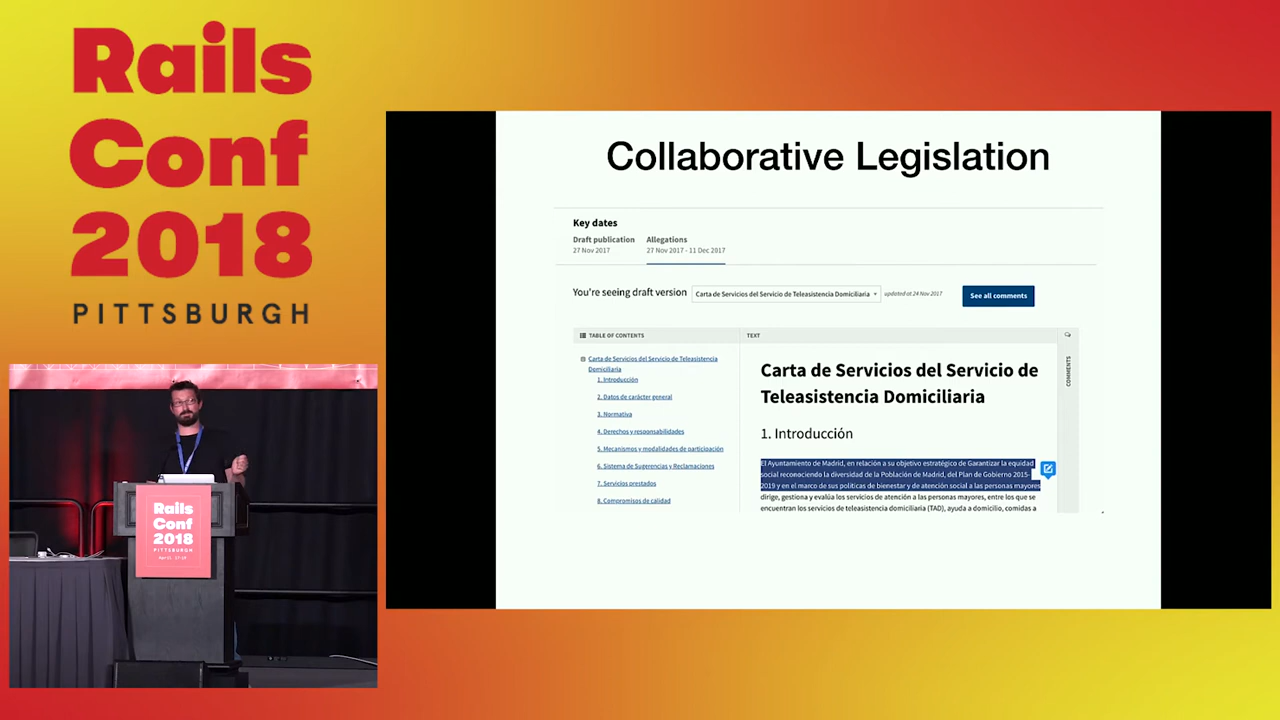 Rails
Conf
2018
PITTSBURGH
Rails
Conf
2018
PITTSBURGH
Collaborative Legislation
Key dates
Draft publication
27 Nov 2017
Allegations
27 Nov 2017 - 11 Dec 2017
You're seeing draft version
Carta de Servicios del Servicio de Teleasistencia Domiciliaria
updated at 24 Nov 2017
See all comments
TABLE OF CONTENTS
Carta de Servicios del Servicio de Teleasistencia
Domiciliaria
1. Introducción
2. Datos de carácter general
3. Normativa
4. Derechos y responsabilidades
5. Mecanismos y modalidades de participación
6. Sistema de Sugerencias y Reclamaciones
7. Servicios prestados
8. Compromisos de calidad
TEXT
Carta de Servicios del Servicio de
Teleasistencia Domiciliaria
1. Introducción
El Ayuntamiento de Madrid, en relación a su objetivo estratégico de Garantizar la equidad
social reconociendo la diversidad de la Población de Madrid, del Plan de Gobierno 2015-
2019 y en el marco de sus políticas de bienestar y de atención social a las personas mayores
dirige, gestiona y evalúa los servicios de atención a las personas mayores, entre los que se
encuentran los servicios de teleasistencia domiciliaria (TAD), ayuda a domicilio, comidas a
COMMENTS